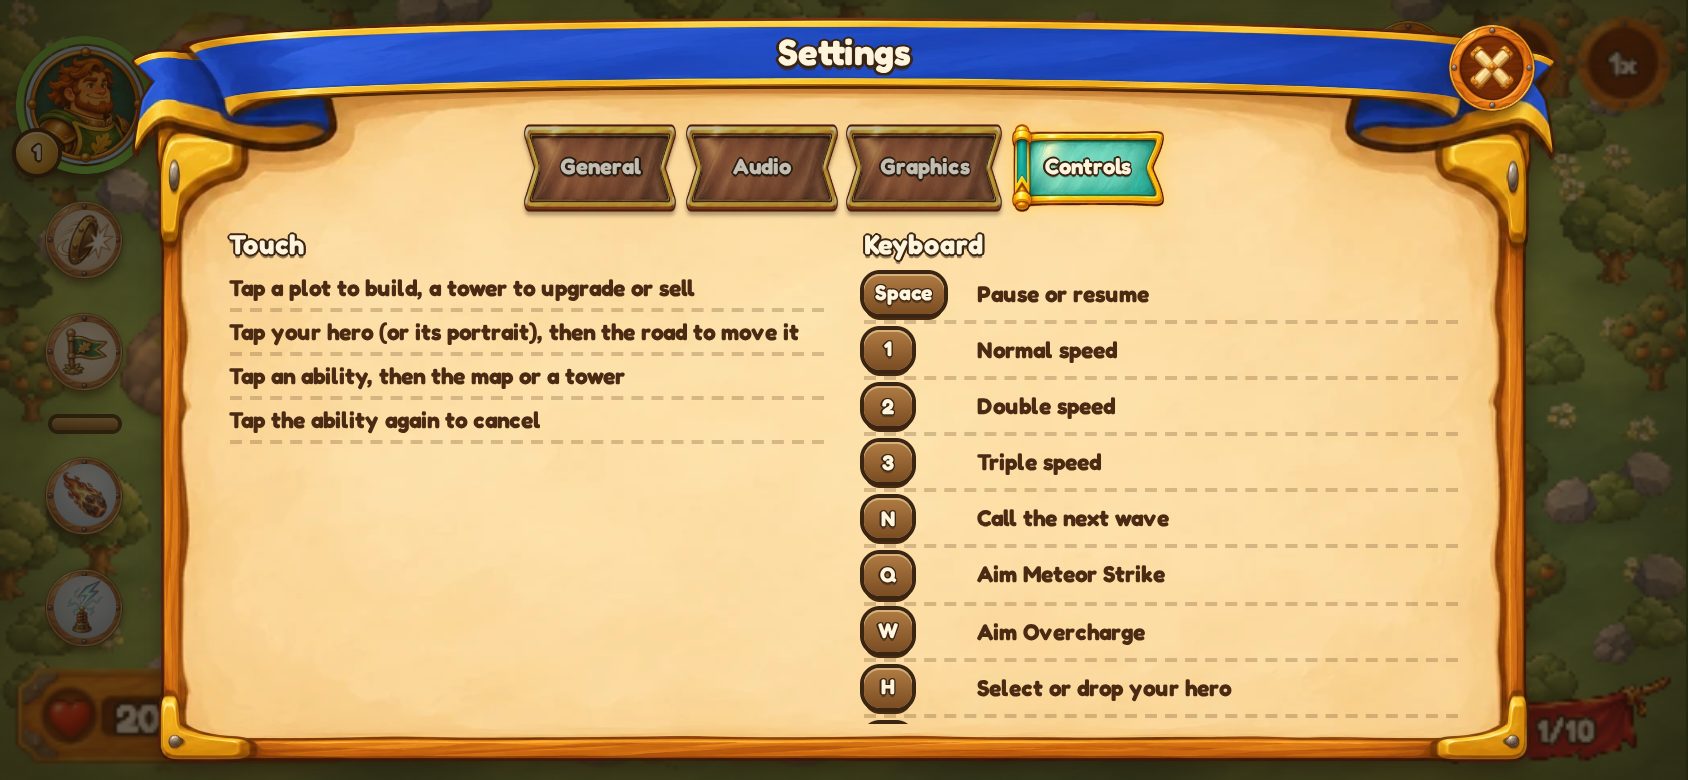 Settings
1
1x
General
Audio
Graphics
Controls
Touch
Tap a plot to build, a tower to upgrade or sell
Tap your hero (or its portrait), then the road to move it
Tap an ability, then the map or a tower
Tap the ability again to cancel
Keyboard
Space Pause or resume
1 Normal speed
2 Double speed
3 Triple speed
N Call the next wave
Q Aim Meteor Strike
W Aim Overcharge
H Select or drop your hero
20
1/10